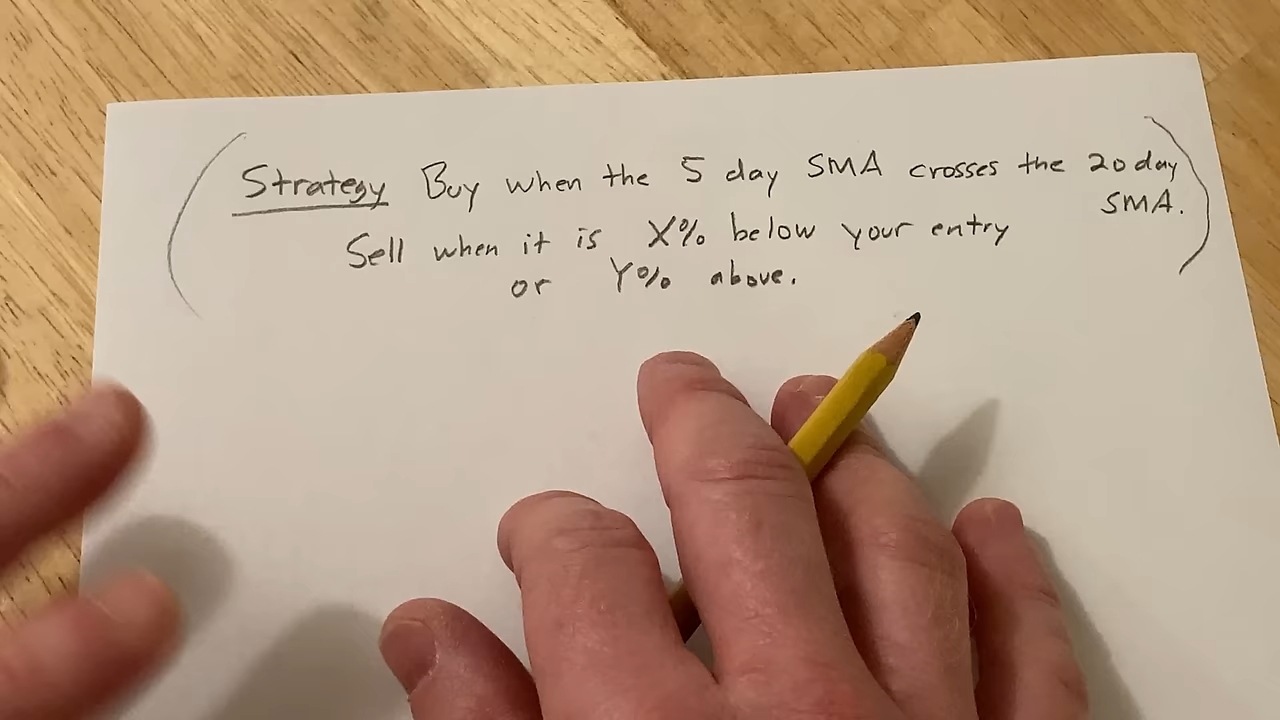 Strategy Buy when the 5 day SMA crosses the 20 day
SMA.
Sell when it is X% below your entry
or Y% above.